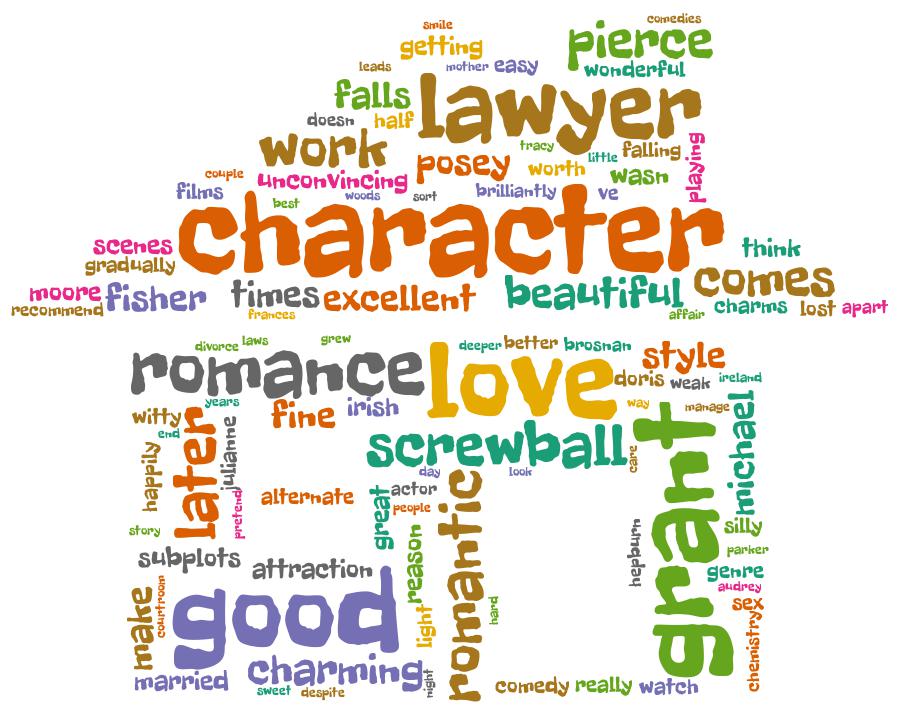 smile
comedies
getting
pierce
leads
mother
easy
wonderful
falls
lawyer
doesn
half
work
tracy
little
falling
playing
posey
worth
wasn
couple
unconvincing
films
woods
sort
brilliantly
ve
best
character
scenes
gradually
think
comes
moore
fisher
times
excellent
beautiful
recommend
frances
affair
charms
lost
apart
divorce
laws
grew
deeper
better
brosnan
style
romance
love
doris
weak
ireland
years
witty
fine
irish
way
manage
end
later
julianne
screwball
grant
michael
happily
day
look
care
alternate
pretend
great
actor
people
romantic
story
reason
hepburn
silly
subplots
attraction
parker
genre
audrey
make
courtroom
good
light
hard
sex
chemistry
married
charming
night
sweet
despite
comedy
really
watch